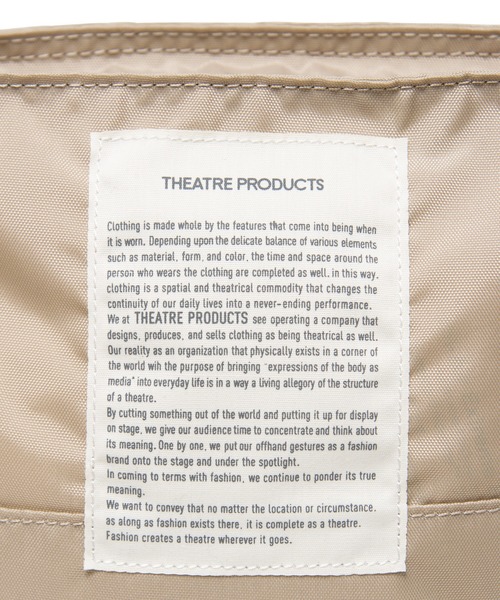 THEATRE PRODUCTS
Clothing is made whole by the features that come into being when
it is worn. Depending upon the delicate balance of various elements
such as material, form, and color, the time and space around the
person who wears the clothing are completed as well. in this way,
clothing is a spatial and theatrical commodity that changes the
continuity of our daily lives into a never-ending performance.
We at THEATRE PRODUCTS see operating a company that
designs, produces, and sells clothing as being theatrical as well.
Our reality as an organization that physically exists in a corner of
the world wih the purpose of bringing "expressions of the body as
media" into everyday life is in a way a living allegory of the structure
of a theatre.
By cutting something out of the world and putting it up for display
on stage, we give our audience time to concentrate and think about
its meaning. One by one, we put our offhand gestures as a fashion
brand onto the stage and under the spotlight.
In coming to terms with fashion, we continue to ponder its true
meaning.
We want to convey that no matter the location or circumstance,
as along as fashion exists there, it is complete as a theatre.
Fashion creates a theatre wherever it goes.